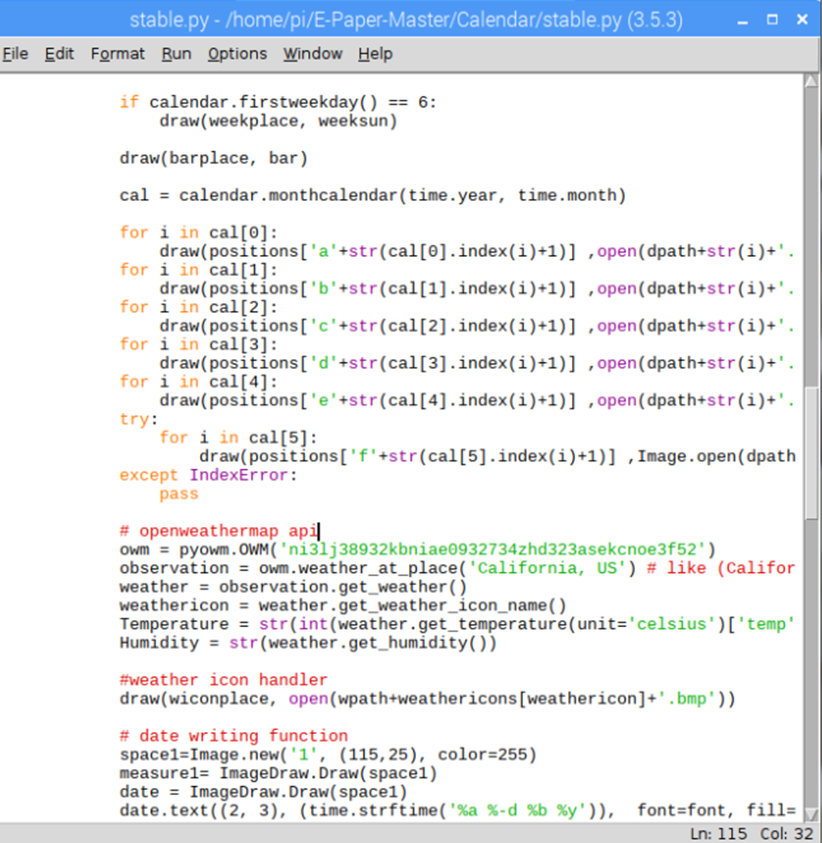 stable.py - /home/pi/E-Paper-Master/Calendar/stable.py (3.5.3)
File Edit Format Run Options Window Help
if calendar.firstweekday() == 6:
draw(weekplace, weeksun)
draw(barplace, bar)
cal = calendar.monthcalendar(time.year, time.month)
for i in cal[0]:
draw(positions['a'+str(cal[0].index(i)+1)] ,open(dpath+str(i)+'.
for i in cal[1]:
draw(positions['b'+str(cal[1].index(i)+1)] ,open(dpath+str(i)+'.
for i in cal[2]:
draw(positions['c'+str(cal[2].index(i)+1)] ,open(dpath+str(i)+'.
for i in cal[3]:
draw(positions['d'+str(cal[3].index(i)+1)] ,open(dpath+str(i)+'.
for i in cal[4]:
draw(positions['e'+str(cal[4].index(i)+1)] ,open(dpath+str(i)+'.
try:
for i in cal[5]:
draw(positions['f'+str(cal[5].index(i)+1)] ,Image.open(dpath
except IndexError:
pass
# openweathermap api
owm = pyowm.OWM('ni3lj38932kbniae0932734zhd323asekcnoe3f52')
observation = owm.weather_at_place('California, US') # like (Califor
weather = observation.get_weather()
weathericon = weather.get_weather_icon_name()
Temperature = str(int(weather.get_temperature(unit='celsius')['temp'
Humidity = str(weather.get_humidity())
#weather icon handler
draw(wiconplace, open(wpath+weathericons[weathericon]+'.bmp'))
# date writing function
space1=Image.new('1', (115,25), color=255)
measure1= ImageDraw.Draw(space1)
date = ImageDraw.Draw(space1)
date.text((2, 3), (time.strftime('%a %-d %b %y')),  font=font, fill=
Ln: 115 Col: 32